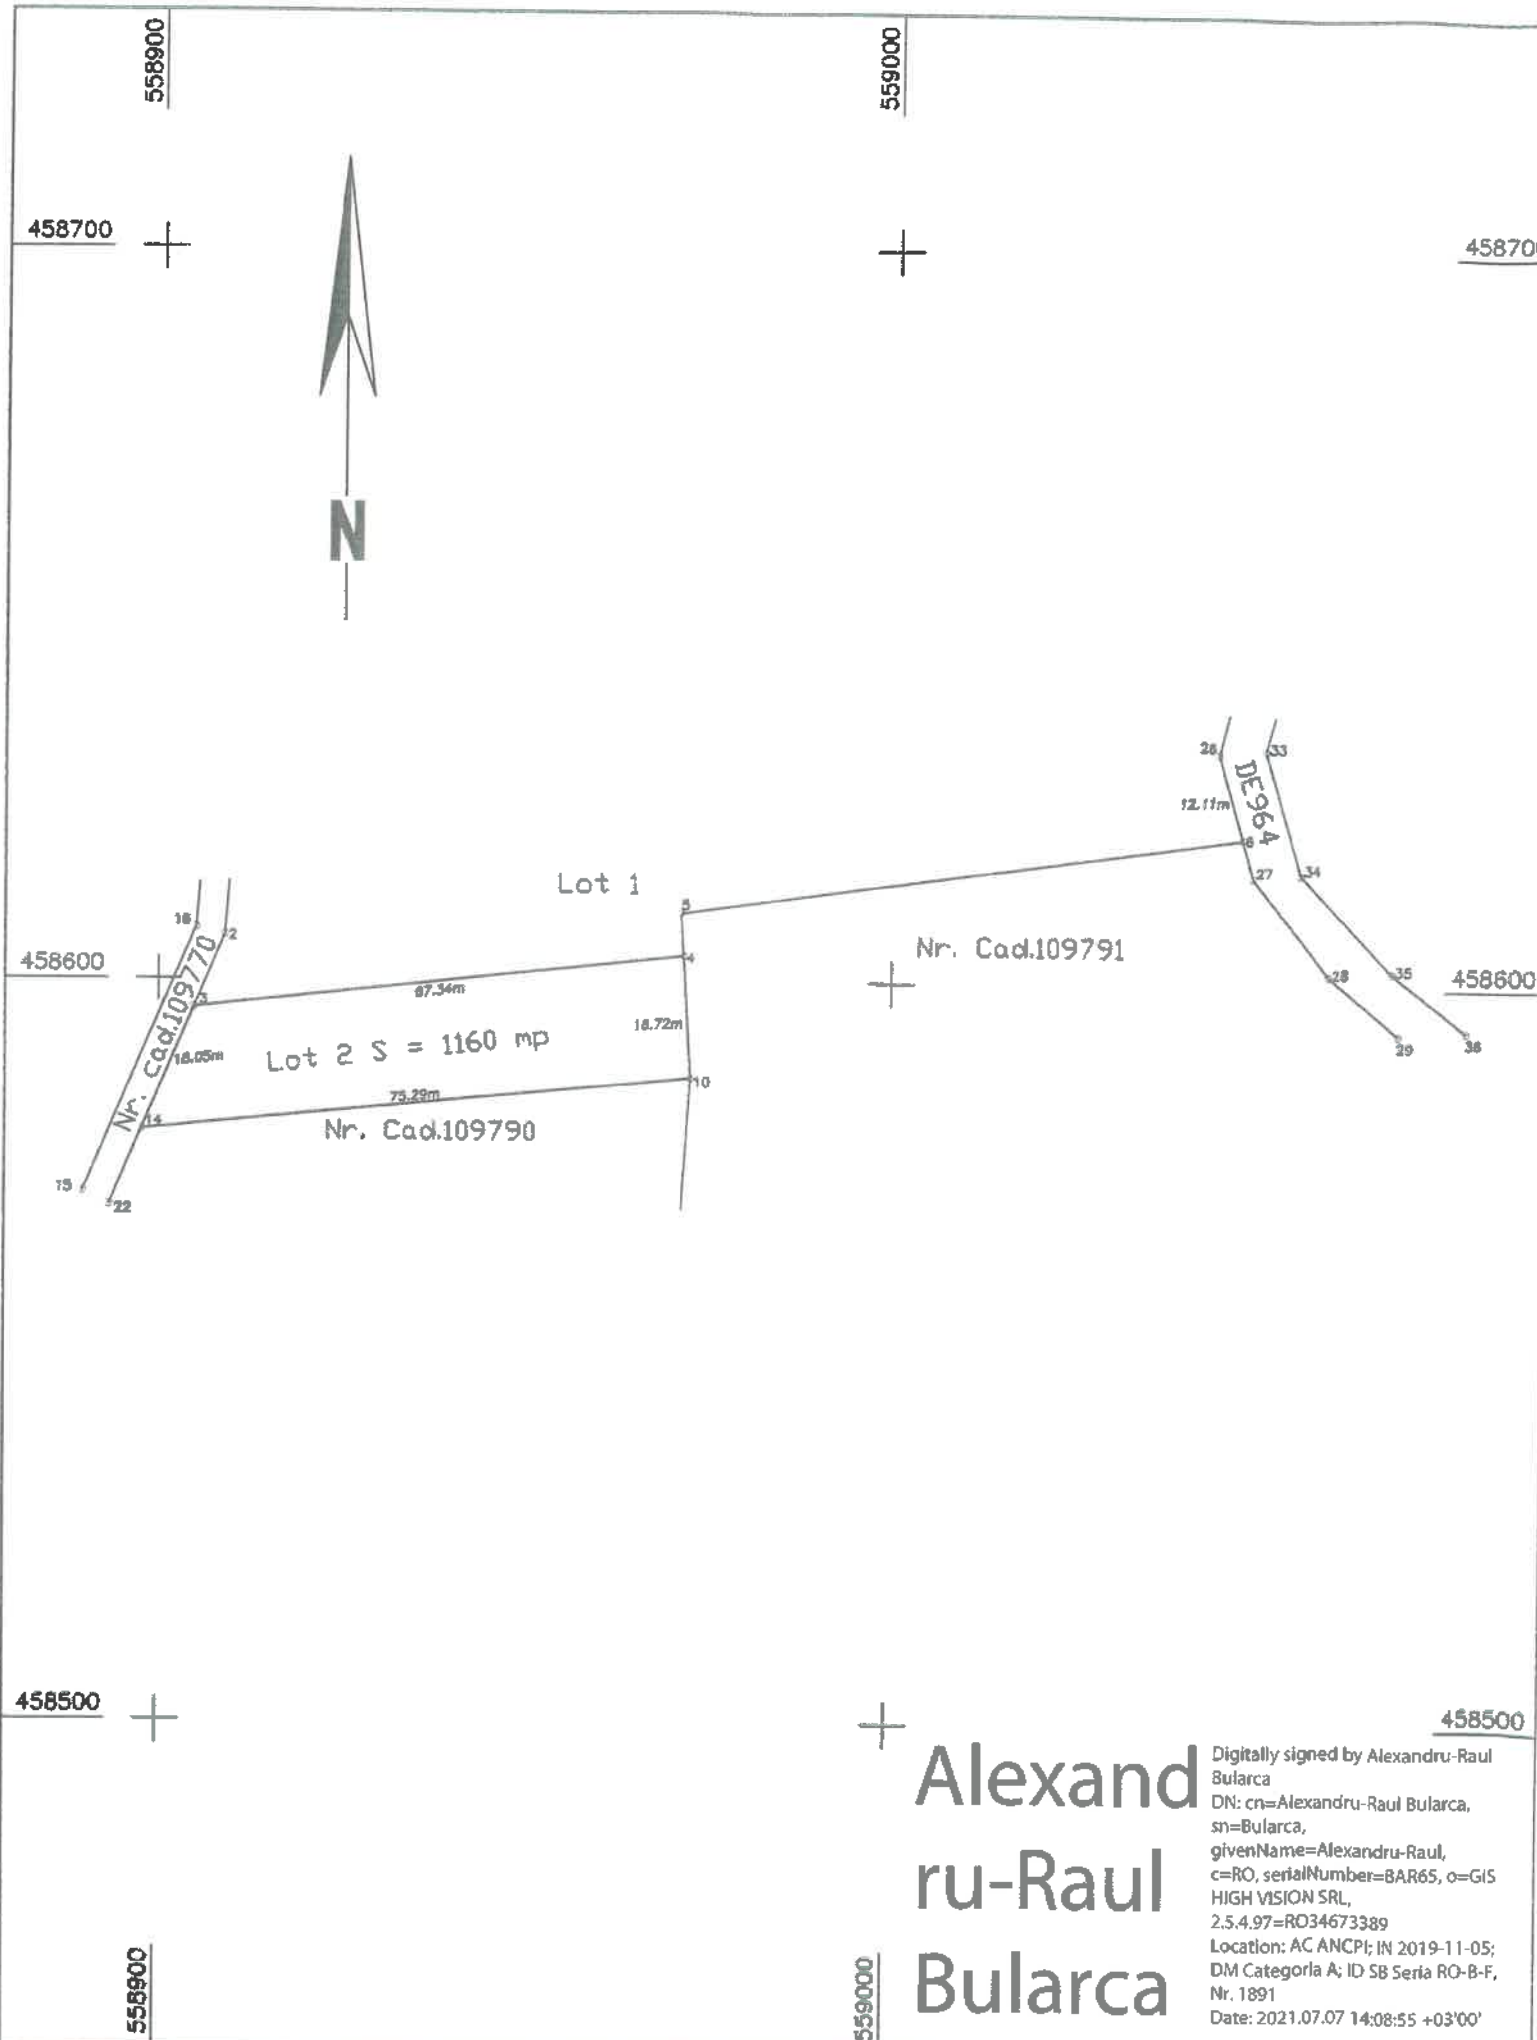 558900
559000
458700
458700
N
26
33
DE964
12.11m
6
27
34
Lot 1
5
16
2
4
Nr. Cad.109791
458600
Nr. cad.109770
3
67.34m
28
35
458600
16.72m
29
36
18.05m
Lot 2 S = 1160 mp
75.29m
10
14
Nr. Cad.109790
15
22
458500
458500
Alexand
ru-Raul
Bularca
Digitally signed by Alexandru-Raul
Bularca
DN: cn=Alexandru-Raul Bularca,
sn=Bularca,
givenName=Alexandru-Raul,
c=RO, serialNumber=BAR65, o=GIS
HIGH VISION SRL,
2.5.4.97=RO34673389
Location: AC ANCPI; IN 2019-11-05;
DM Categoria A; ID SB Seria RO-B-F,
Nr. 1891
Date: 2021.07.07 14:08:55 +03'00'
558900
559000